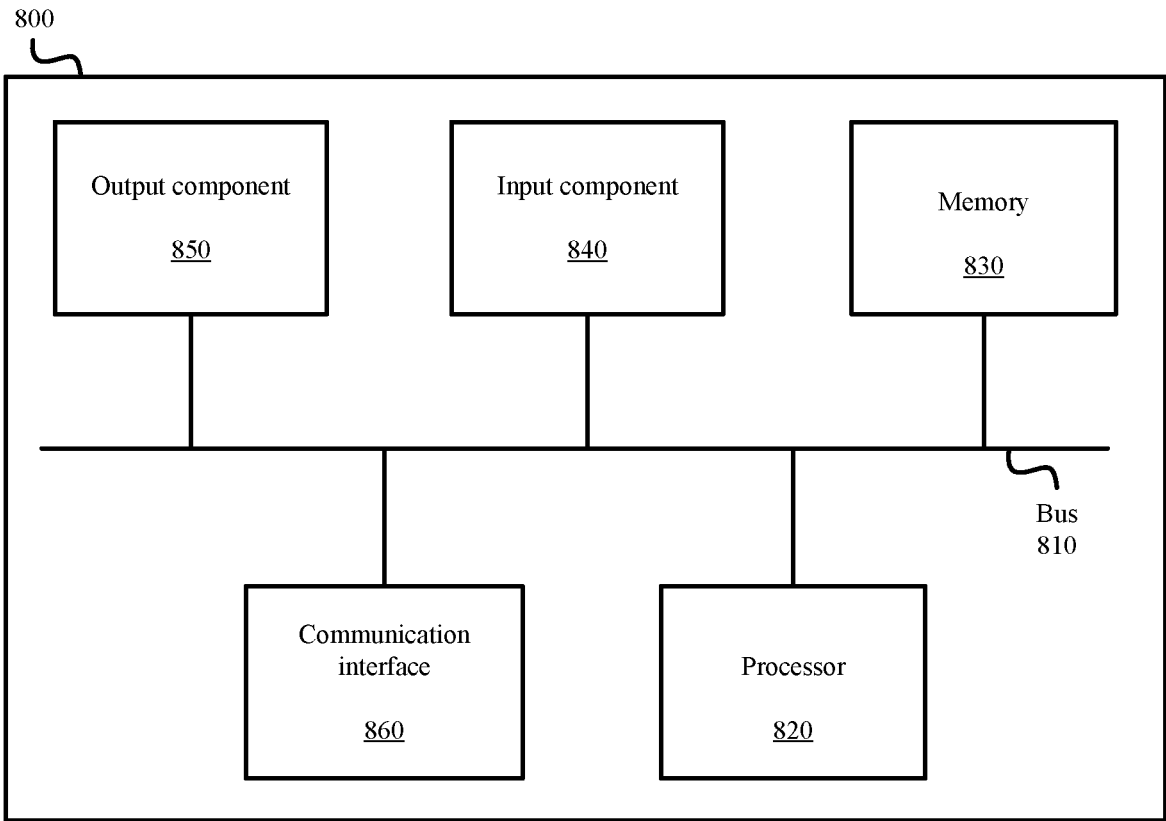 800
Output component
850
Input component
840
Memory
830
Bus
810
Communication
interface
860
Processor
820